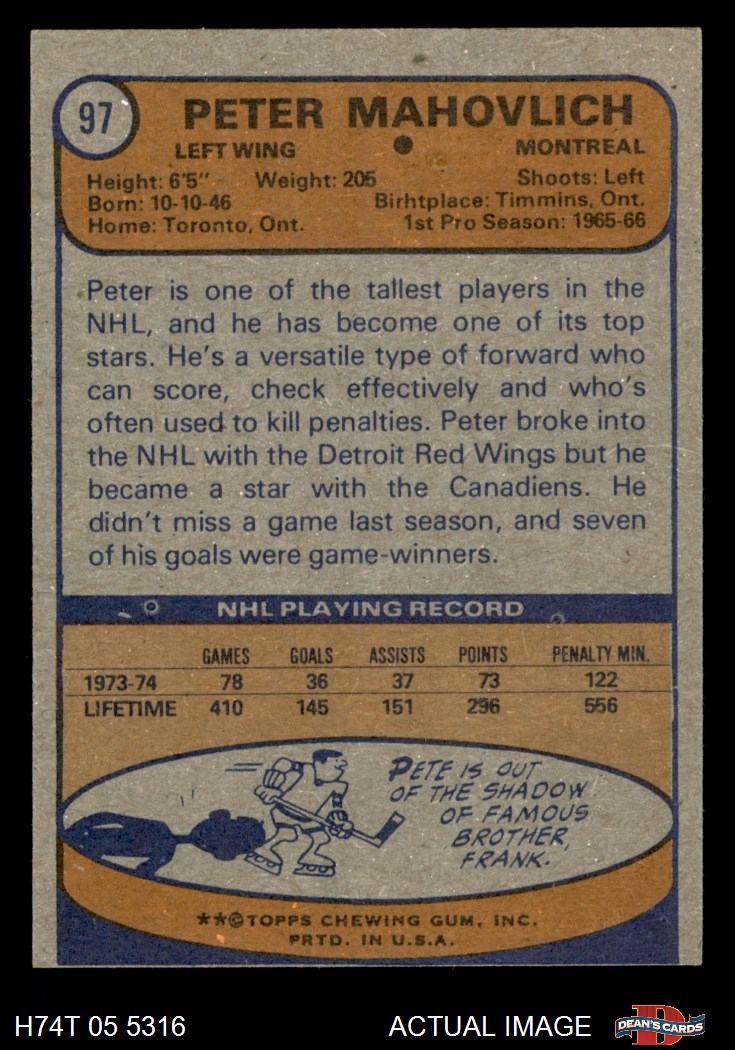 97
PETER MAHOVLICH
LEFT WING MONTREAL
Height: 6'5" Weight: 205 Shoots: Left
Born: 10-10-46 Birhtplace: Timmins, Ont.
Home: Toronto, Ont. 1st Pro Season: 1965-66
Peter is one of the tallest players in the
NHL, and he has become one of its top
stars. He's a versatile type of forward who
can score, check effectively and who's
often used to kill penalties. Peter broke into
the NHL with the Detroit Red Wings but he
became a star with the Canadiens. He
didn't miss a game last season, and seven
of his goals were game-winners.
NHL PLAYING RECORD
GAMES GOALS ASSISTS POINTS PENALTY MIN.
1973-74 78 36 37 73 122
LIFETIME 410 145 151 296 556
PETE IS OUT
OF THE SHADOW
OF FAMOUS
BROTHER,
FRANK.
**©TOPPS CHEWING GUM, INC.
PRTD. IN U.S.A.
H74T 05 5316 ACTUAL IMAGE
D
DEAN'S CARDS